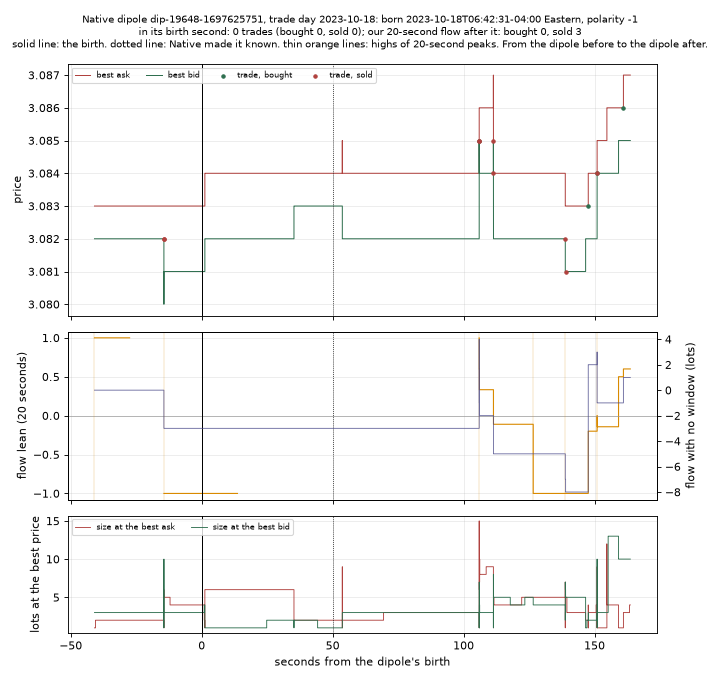 Native dipole dip-19648-1697625751, trade day 2023-10-18: born 2023-10-18T06:42:31-04:00 Eastern, polarity -1
in its birth second: 0 trades (bought 0, sold 0); our 20-second flow after it: bought 0, sold 3
solid line: the birth. dotted line: Native made it known. thin orange lines: highs of 20-second peaks. From the dipole before to the dipole after.
best ask best bid trade, bought trade, sold
3.087
3.086
3.085
3.084
3.083
3.082
3.081
3.080
price
1.0
0.5
0.0
−0.5
−1.0
flow lean (20 seconds)
4
2
0
−2
−4
−6
−8
flow with no window (lots)
size at the best ask size at the best bid
15
10
5
lots at the best price
−50 0 50 100 150
seconds from the dipole's birth